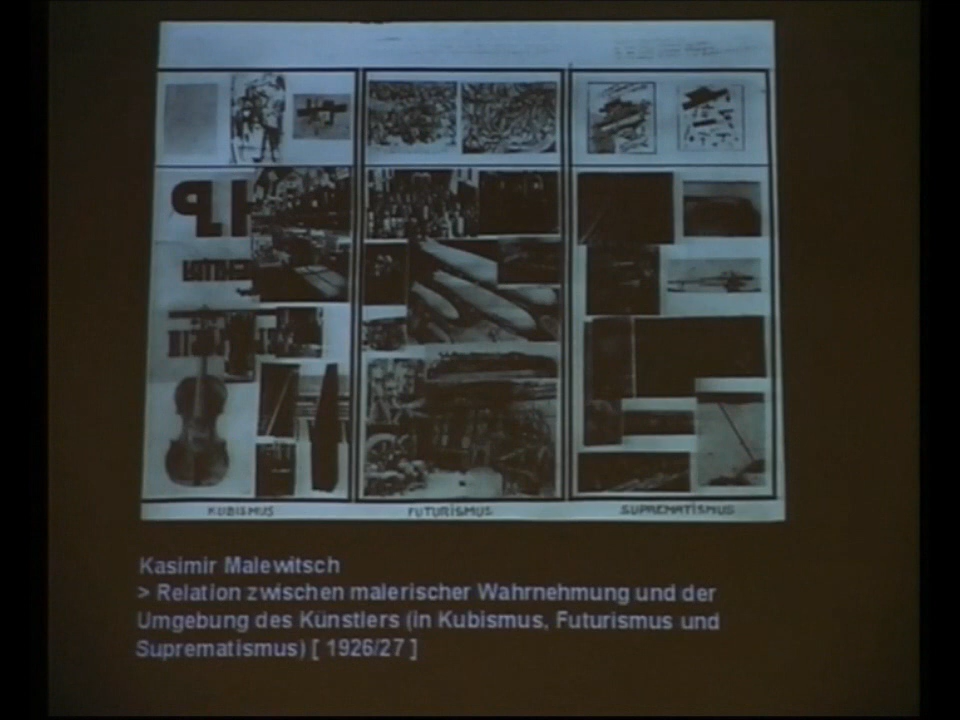 KUBISMUS
FUTURISMUS
SUPREMATISMUS
Kasimir Malewitsch
> Relation zwischen malerischer Wahrnehmung und der
Umgebung des Künstlers (in Kubismus, Futurismus und
Suprematismus) [ 1926/27 ]